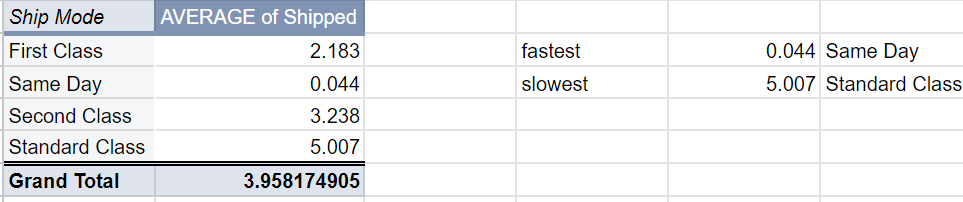 Ship Mode AVERAGE of Shipped
First Class 2.183 fastest 0.044 Same Day
Same Day 0.044 slowest 5.007 Standard Class
Second Class 3.238
Standard Class 5.007
Grand Total 3.958174905